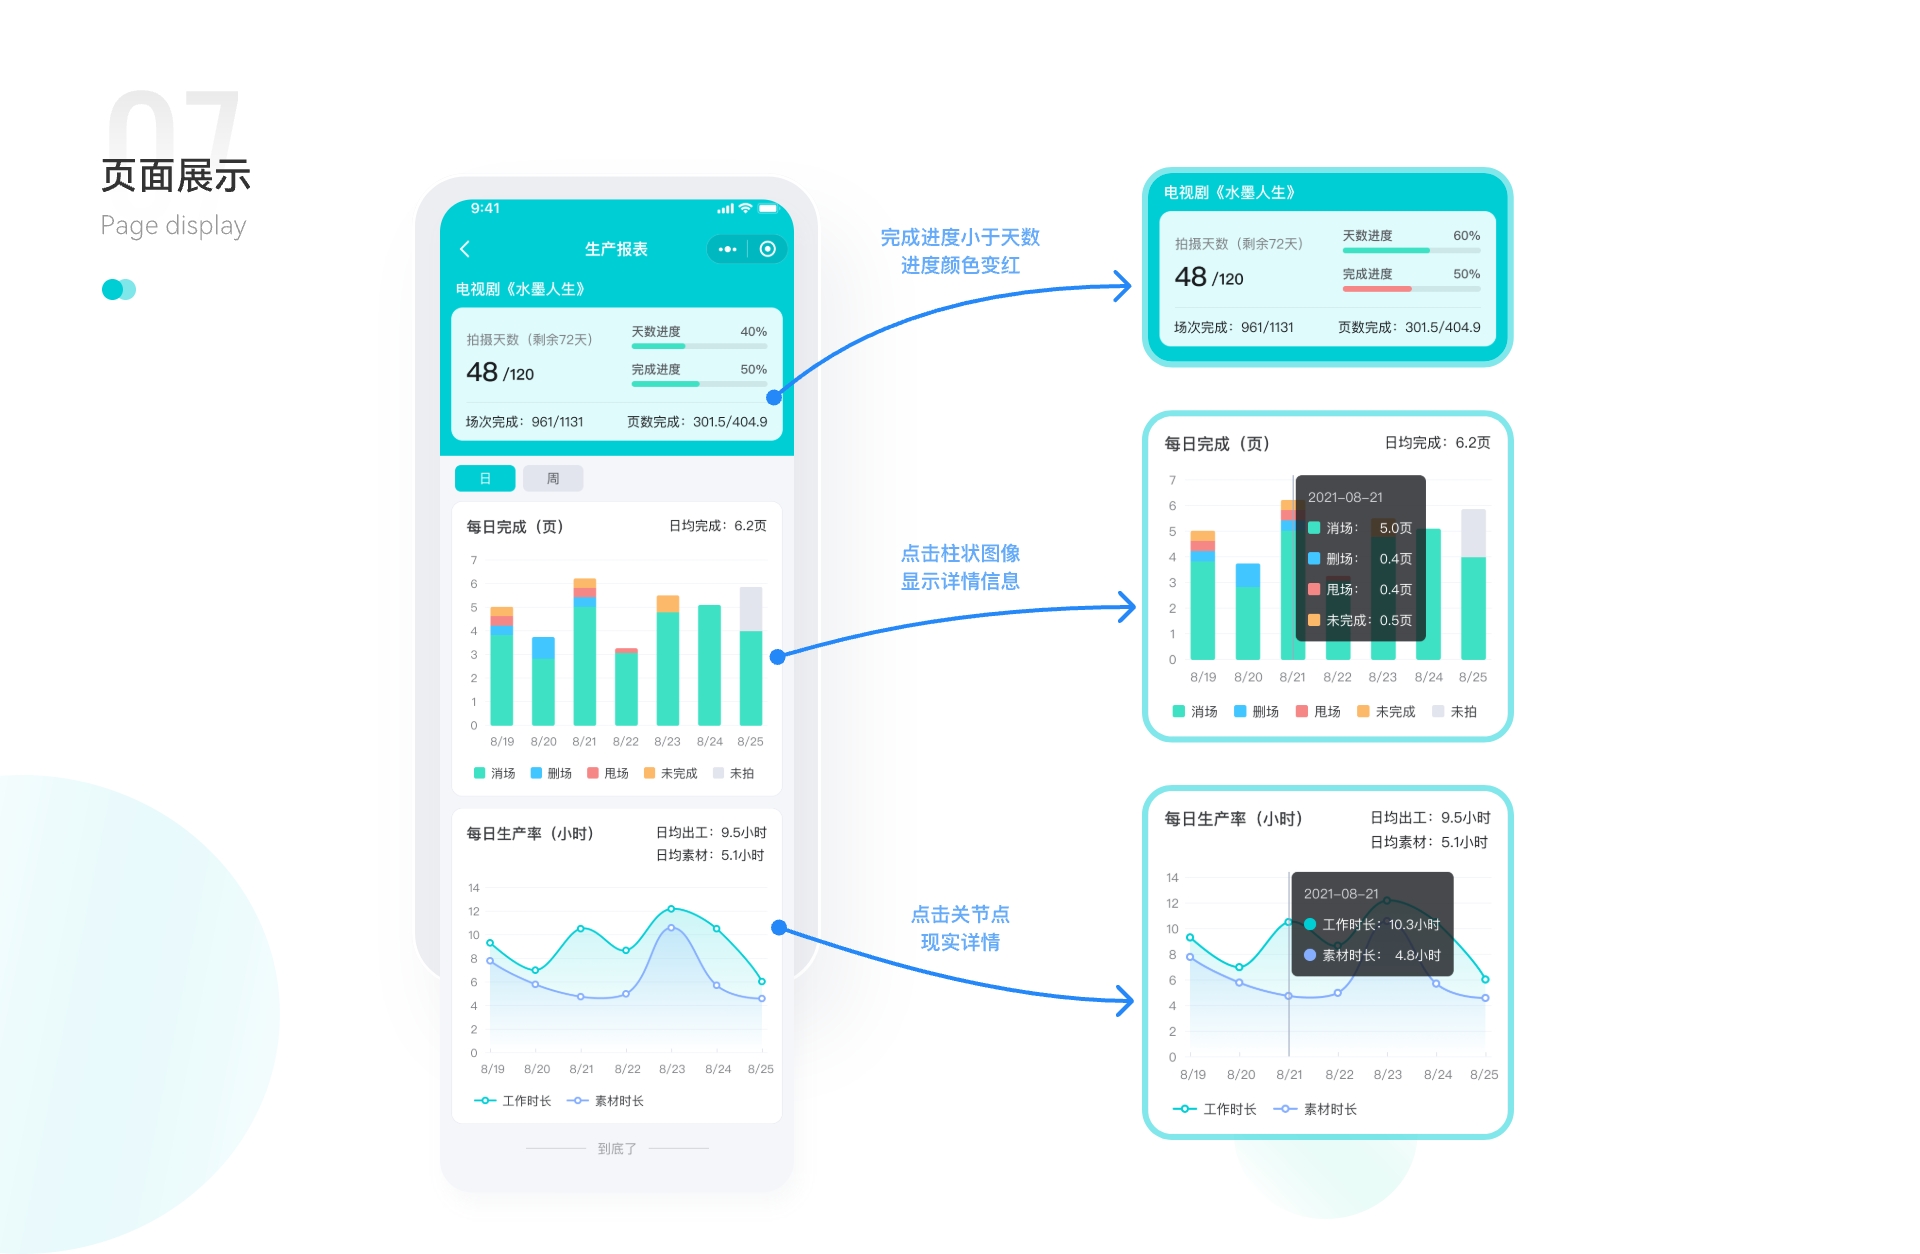 07
页面展示
Page display
9:41
生产报表
电视剧《水墨人生》
拍摄天数（剩余72天）
48 /120
天数进度 40%
完成进度 50%
场次完成：961/1131 页数完成：301.5/404.9
日 周
每日完成（页） 日均完成：6.2页
7
6
5
4
3
2
1
0
8/19 8/20 8/21 8/22 8/23 8/24 8/25
消场 删场 甩场 未完成 未拍
每日生产率（小时） 日均出工：9.5小时
日均素材：5.1小时
14
12
10
8
6
4
2
0
8/19 8/20 8/21 8/22 8/23 8/24 8/25
工作时长 素材时长
到底了
完成进度小于天数
进度颜色变红
点击柱状图像
显示详情信息
点击关节点
现实详情
电视剧《水墨人生》
拍摄天数（剩余72天）
48 /120
天数进度 60%
完成进度 50%
场次完成：961/1131 页数完成：301.5/404.9
每日完成（页） 日均完成：6.2页
7
6
5
4
3
2
1
0
2021-08-21
消场： 5.0页
删场： 0.4页
甩场： 0.4页
未完成：0.5页
8/19 8/20 8/21 8/22 8/23 8/24 8/25
消场 删场 甩场 未完成 未拍
每日生产率（小时） 日均出工：9.5小时
日均素材：5.1小时
14
12
10
8
6
4
2
0
2021-08-21
工作时长：10.3小时
素材时长： 4.8小时
8/19 8/20 8/21 8/22 8/23 8/24 8/25
工作时长 素材时长